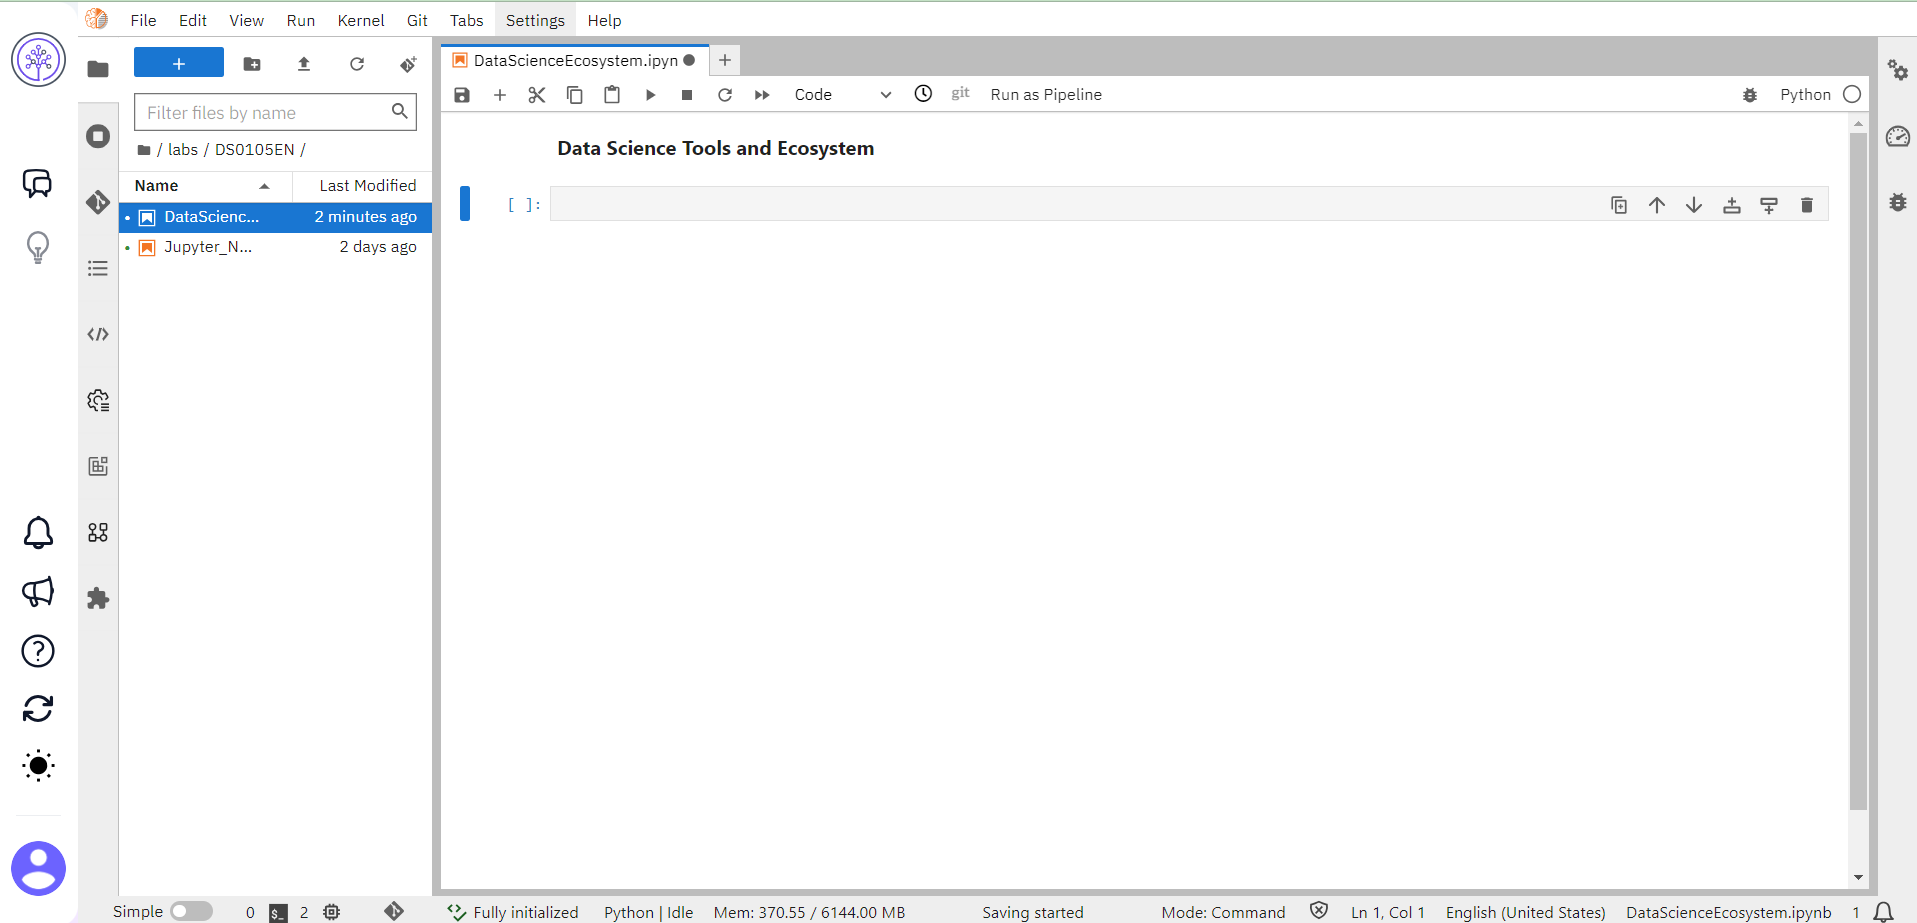 File Edit View Run Kernel Git Tabs Settings Help
+
Filter files by name
/ labs / DS0105EN /
Name Last Modified
DataScienc... 2 minutes ago
Jupyter_N... 2 days ago
DataScienceEcosystem.ipyn
Code git Run as Pipeline Python
Data Science Tools and Ecosystem
[ ]:
Simple 0 $_ 2 Fully initialized Python | Idle Mem: 370.55 / 6144.00 MB Saving started Mode: Command Ln 1, Col 1 English (United States) DataScienceEcosystem.ipynb 1